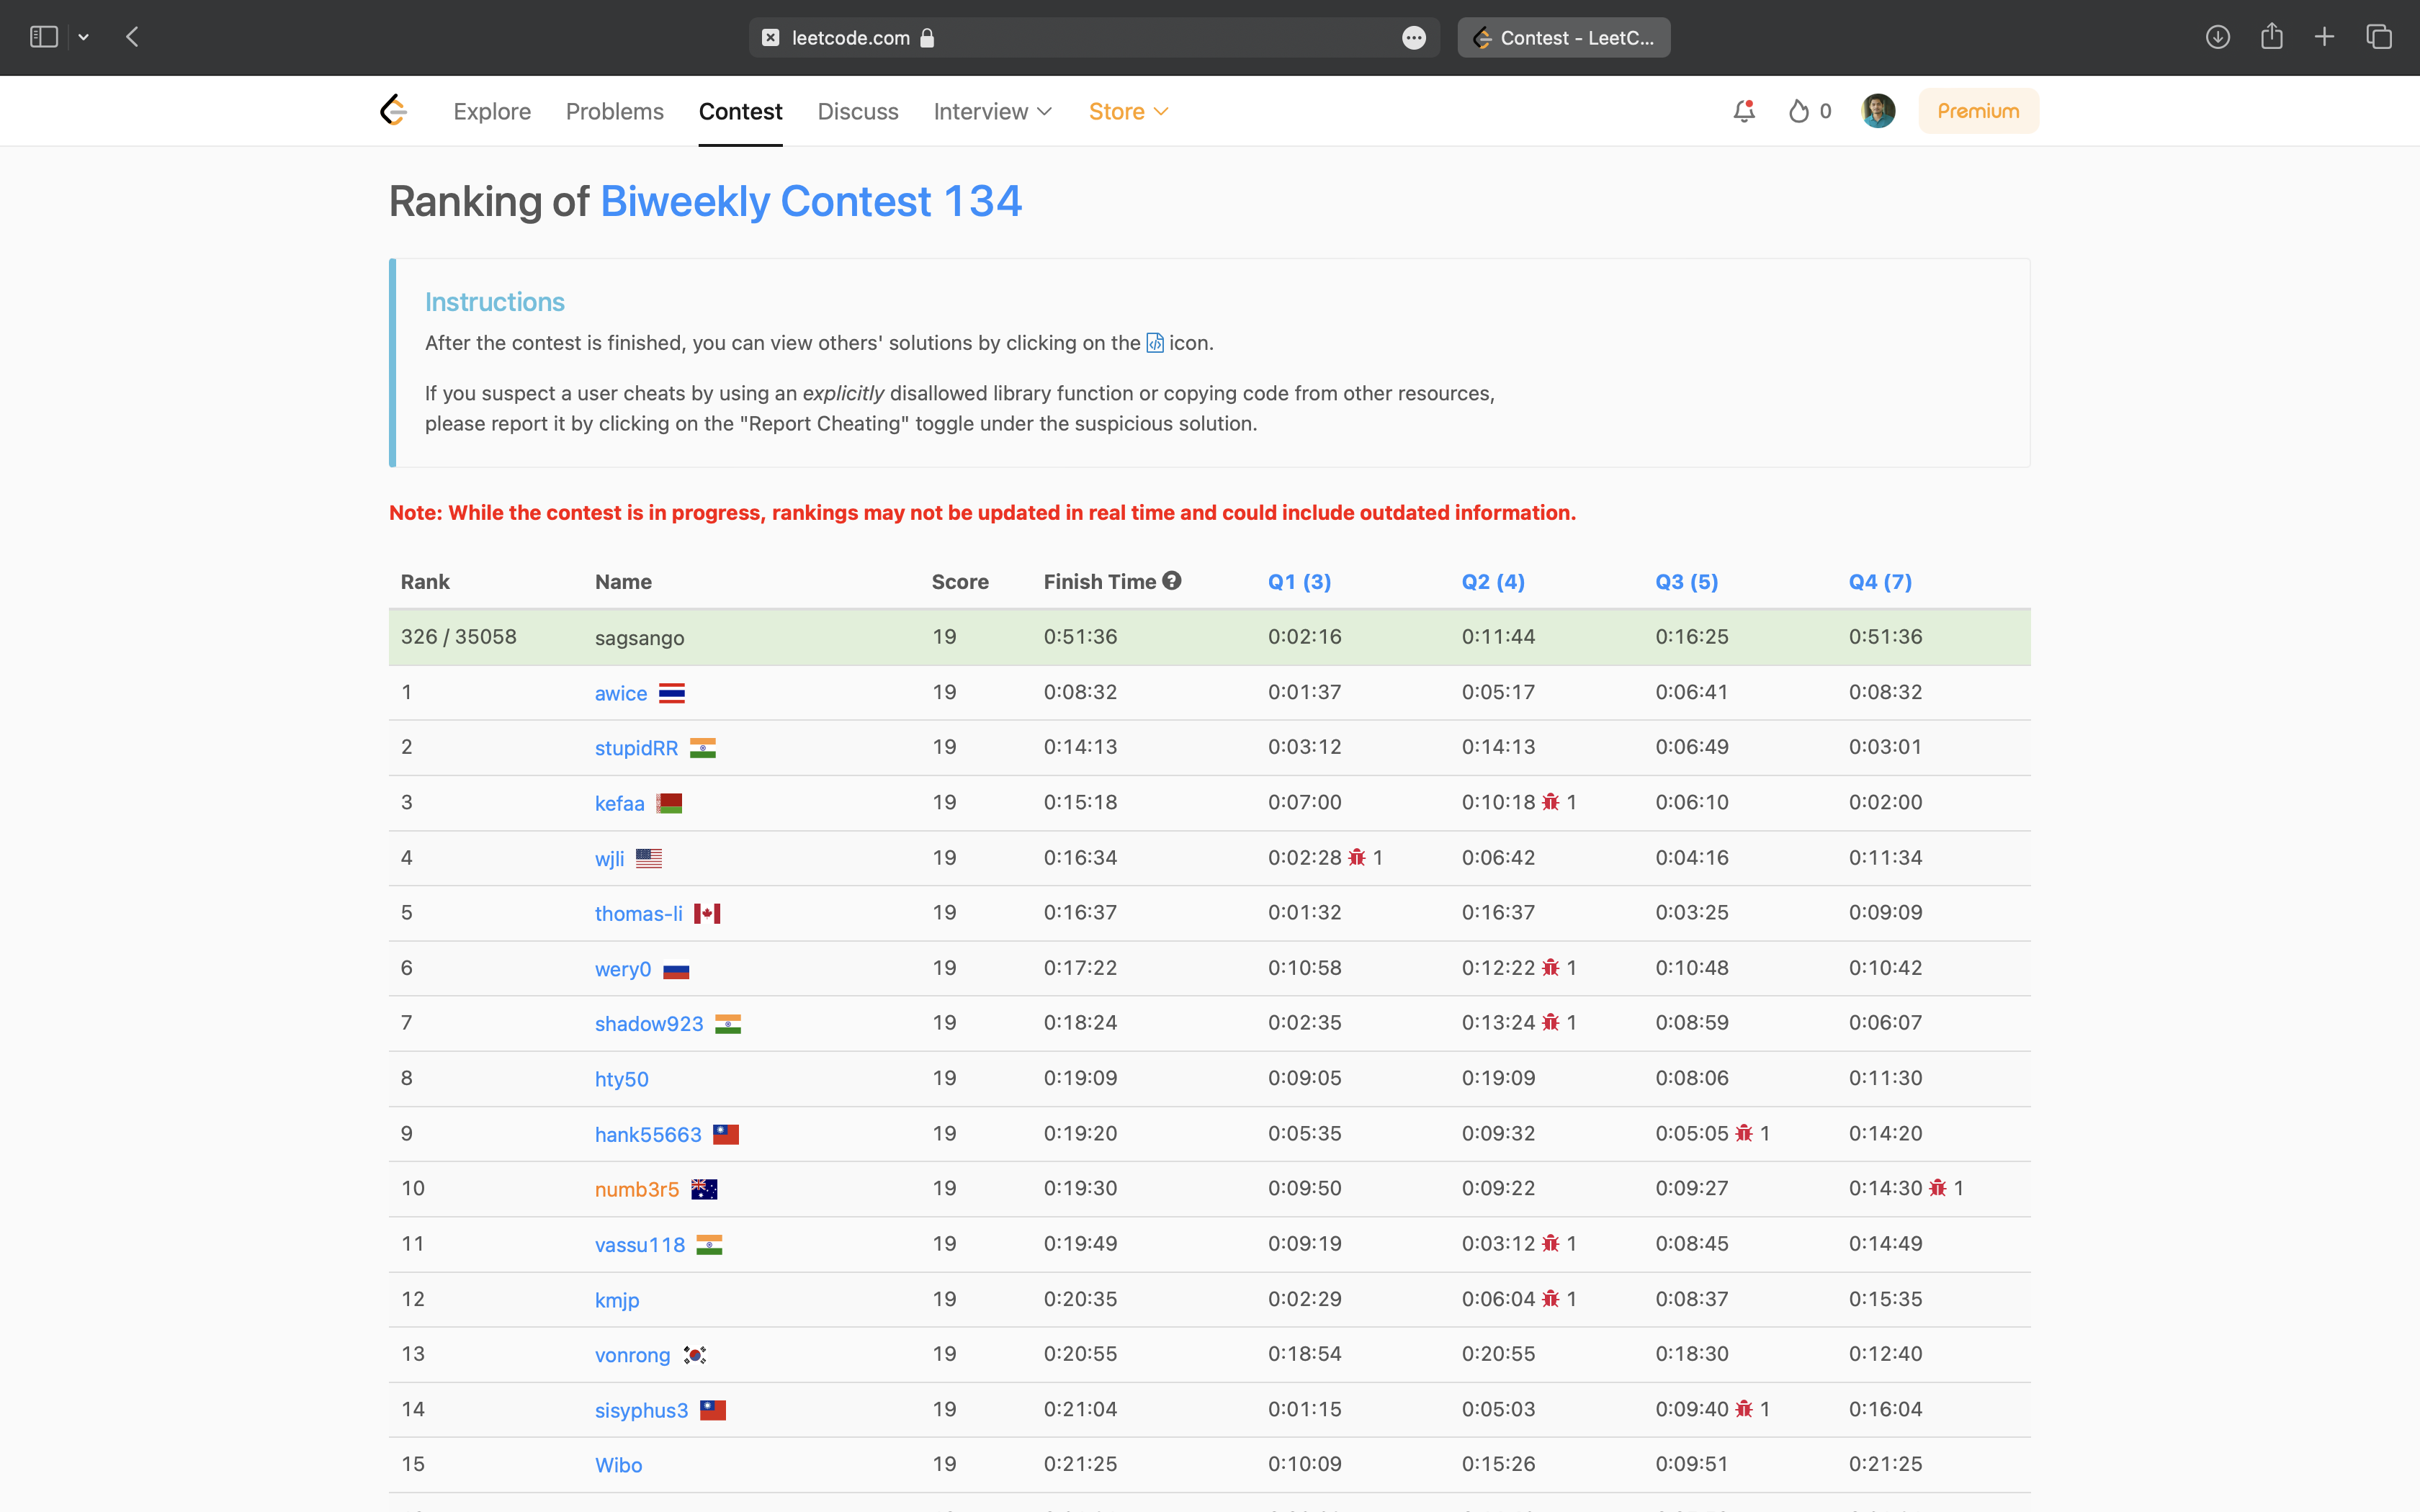 leetcode.com
Contest - LeetC...
Explore Problems Contest Discuss Interview Store 0 Premium
Ranking of Biweekly Contest 134
Instructions
After the contest is finished, you can view others' solutions by clicking on the </> icon.
If you suspect a user cheats by using an explicitly disallowed library function or copying code from other resources,
please report it by clicking on the "Report Cheating" toggle under the suspicious solution.
Note: While the contest is in progress, rankings may not be updated in real time and could include outdated information.
Rank Name Score Finish Time ? Q1 (3) Q2 (4) Q3 (5) Q4 (7)
326 / 35058 sagsango 19 0:51:36 0:02:16 0:11:44 0:16:25 0:51:36
1 awice 19 0:08:32 0:01:37 0:05:17 0:06:41 0:08:32
2 stupidRR 19 0:14:13 0:03:12 0:14:13 0:06:49 0:03:01
3 kefaa 19 0:15:18 0:07:00 0:10:18 1 0:06:10 0:02:00
4 wjli 19 0:16:34 0:02:28 1 0:06:42 0:04:16 0:11:34
5 thomas-li 19 0:16:37 0:01:32 0:16:37 0:03:25 0:09:09
6 wery0 19 0:17:22 0:10:58 0:12:22 1 0:10:48 0:10:42
7 shadow923 19 0:18:24 0:02:35 0:13:24 1 0:08:59 0:06:07
8 hty50 19 0:19:09 0:09:05 0:19:09 0:08:06 0:11:30
9 hank55663 19 0:19:20 0:05:35 0:09:32 0:05:05 1 0:14:20
10 numb3r5 19 0:19:30 0:09:50 0:09:22 0:09:27 0:14:30 1
11 vassu118 19 0:19:49 0:09:19 0:03:12 1 0:08:45 0:14:49
12 kmjp 19 0:20:35 0:02:29 0:06:04 1 0:08:37 0:15:35
13 vonrong 19 0:20:55 0:18:54 0:20:55 0:18:30 0:12:40
14 sisyphus3 19 0:21:04 0:01:15 0:05:03 0:09:40 1 0:16:04
15 Wibo 19 0:21:25 0:10:09 0:15:26 0:09:51 0:21:25